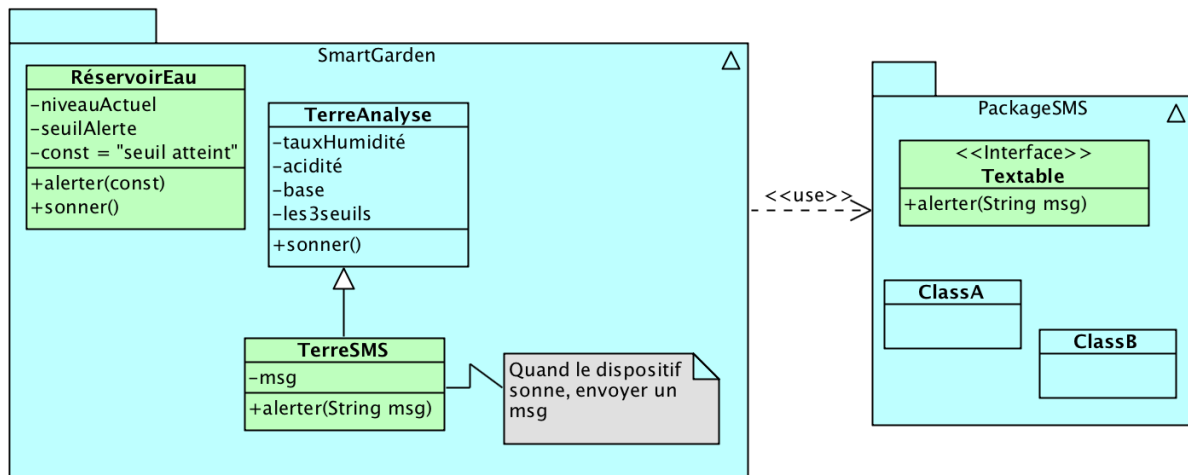 SmartGarden
RéservoirEau
-niveauActuel
-seuilAlerte
-const = "seuil atteint"
+alerter(const)
+sonner()
TerreAnalyse
-tauxHumidité
-acidité
-base
-les3seuils
+sonner()
TerreSMS
-msg
+alerter(String msg)
Quand le dispositif
sonne, envoyer un
msg
<<use>>
PackageSMS
<<Interface>>
Textable
+alerter(String msg)
ClassA
ClassB